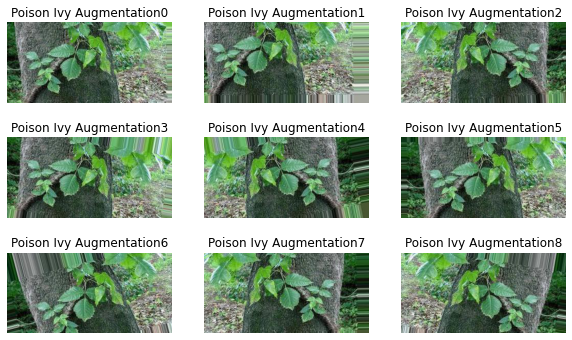 Poison Ivy Augmentation0
Poison Ivy Augmentation1
Poison Ivy Augmentation2
Poison Ivy Augmentation3
Poison Ivy Augmentation4
Poison Ivy Augmentation5
Poison Ivy Augmentation6
Poison Ivy Augmentation7
Poison Ivy Augmentation8